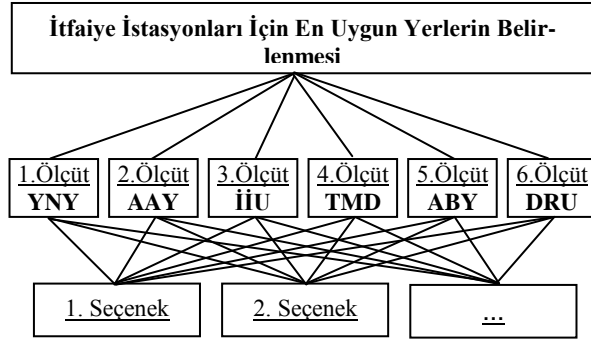 İtfaiye İstasyonları İçin En Uygun Yerlerin Belir-
lenmesi
1.Ölçüt 2.Ölçüt 3.Ölçüt 4.Ölçüt 5.Ölçüt 6.Ölçüt
YNY AAY İİU TMD ABY DRU
1. Seçenek 2. Seçenek ...